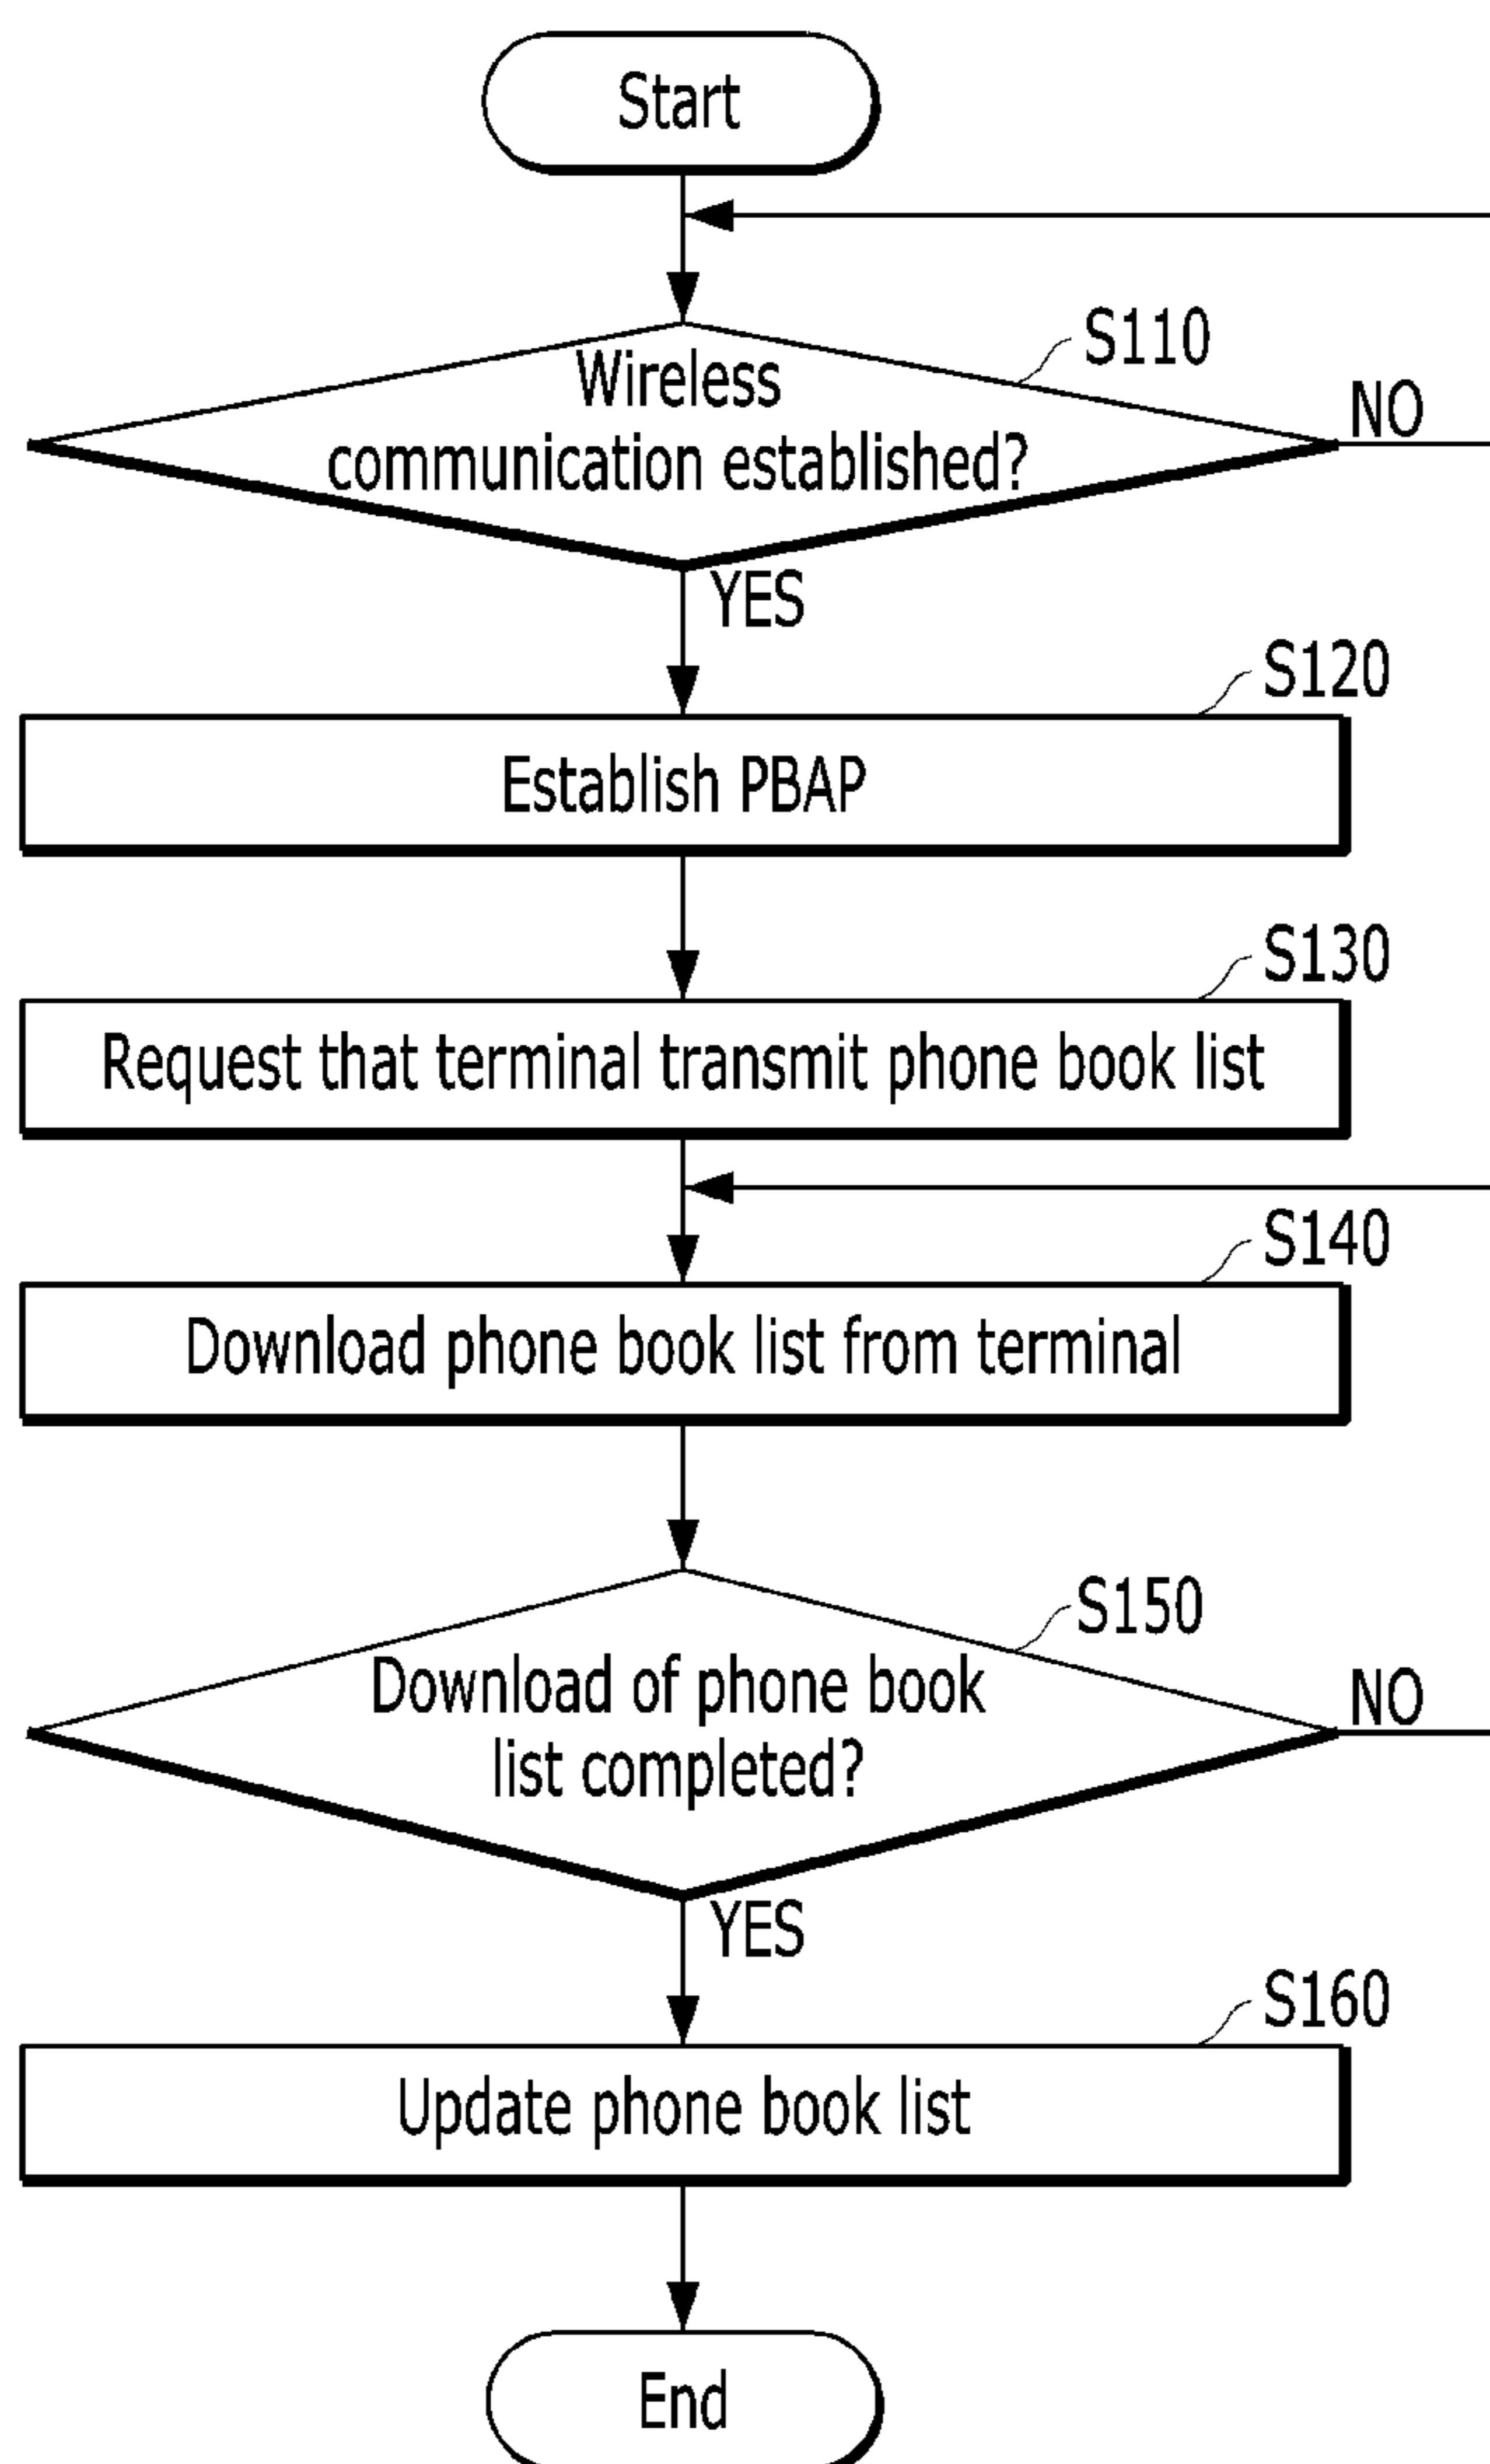 Start
S110
Wireless
communication established?
NO
YES
S120
Establish PBAP
S130
Request that terminal transmit phone book list
S140
Download phone book list from terminal
S150
Download of phone book
list completed?
NO
YES
S160
Update phone book list
End